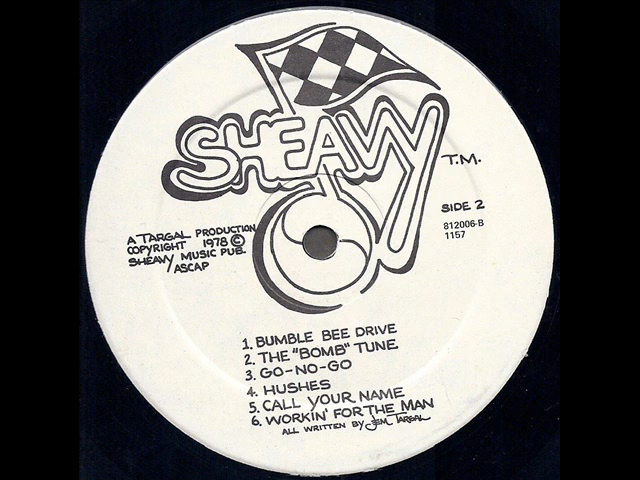 SHEAVY
T.M.
SIDE 2
812006-B
1157
A TARGAL PRODUCTION
COPYRIGHT 1978 ©
SHEAVY MUSIC PUB.
ASCAP
1. BUMBLE BEE DRIVE
2. THE "BOMB" TUNE
3. GO-NO-GO
4. HUSHES
5. CALL YOUR NAME
6. WORKIN' FOR THE MAN
ALL WRITTEN BY JEM TARGAL